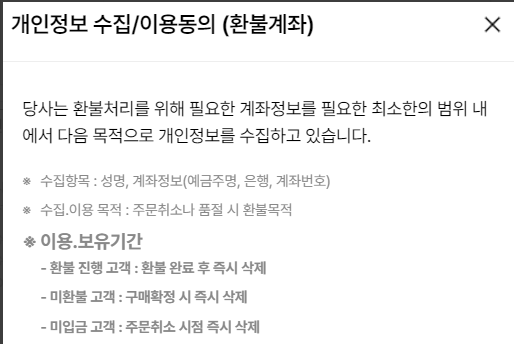 개인정보 수집/이용동의 (환불계좌)
당사는 환불처리를 위해 필요한 계좌정보를 필요한 최소한의 범위 내
에서 다음 목적으로 개인정보를 수집하고 있습니다.
※ 수집항목 : 성명, 계좌정보(예금주명, 은행, 계좌번호)
※ 수집.이용 목적 : 주문취소나 품절 시 환불목적
※ 이용.보유기간
- 환불 진행 고객 : 환불 완료 후 즉시 삭제
- 미환불 고객 : 구매확정 시 즉시 삭제
- 미입금 고객 : 주문취소 시점 즉시 삭제